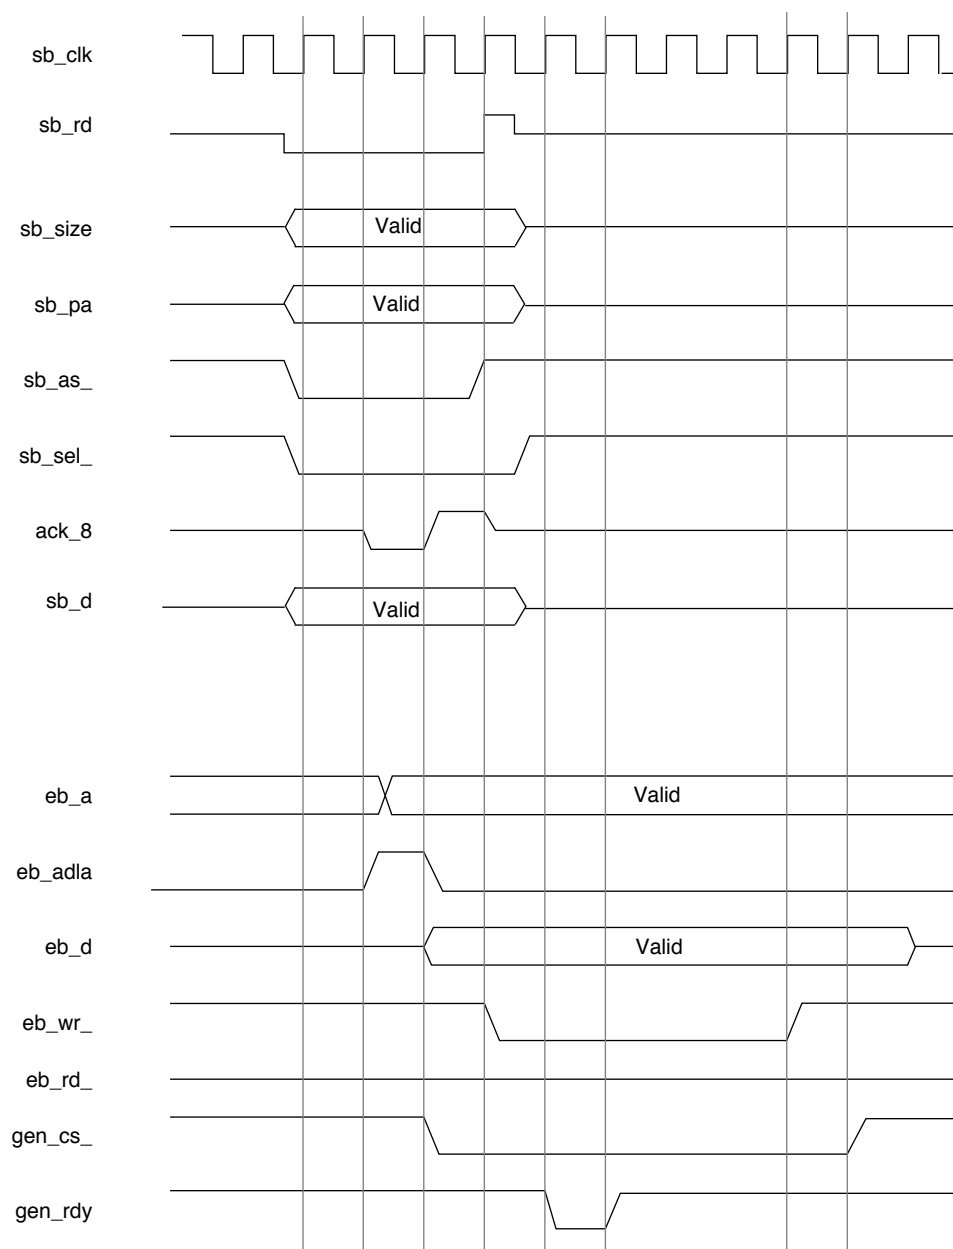 sb_clk
sb_rd
sb_size
Valid
sb_pa
Valid
sb_as_
sb_sel_
ack_8
sb_d
Valid
eb_a
Valid
eb_adla
eb_d
Valid
eb_wr_
eb_rd_
gen_cs_
gen_rdy